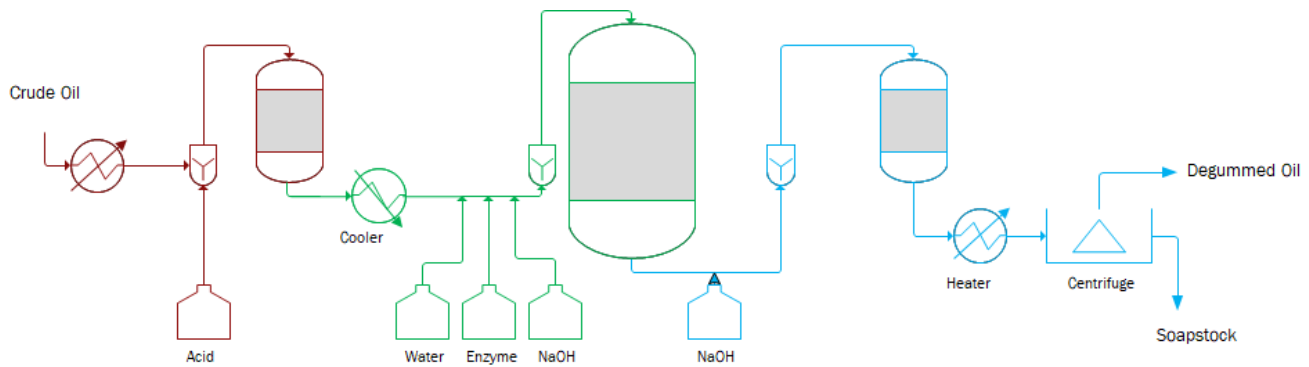 Crude Oil
Acid
Cooler
Water
Enzyme
NaOH
NaOH
Heater
Centrifuge
Degummed Oil
Soapstock